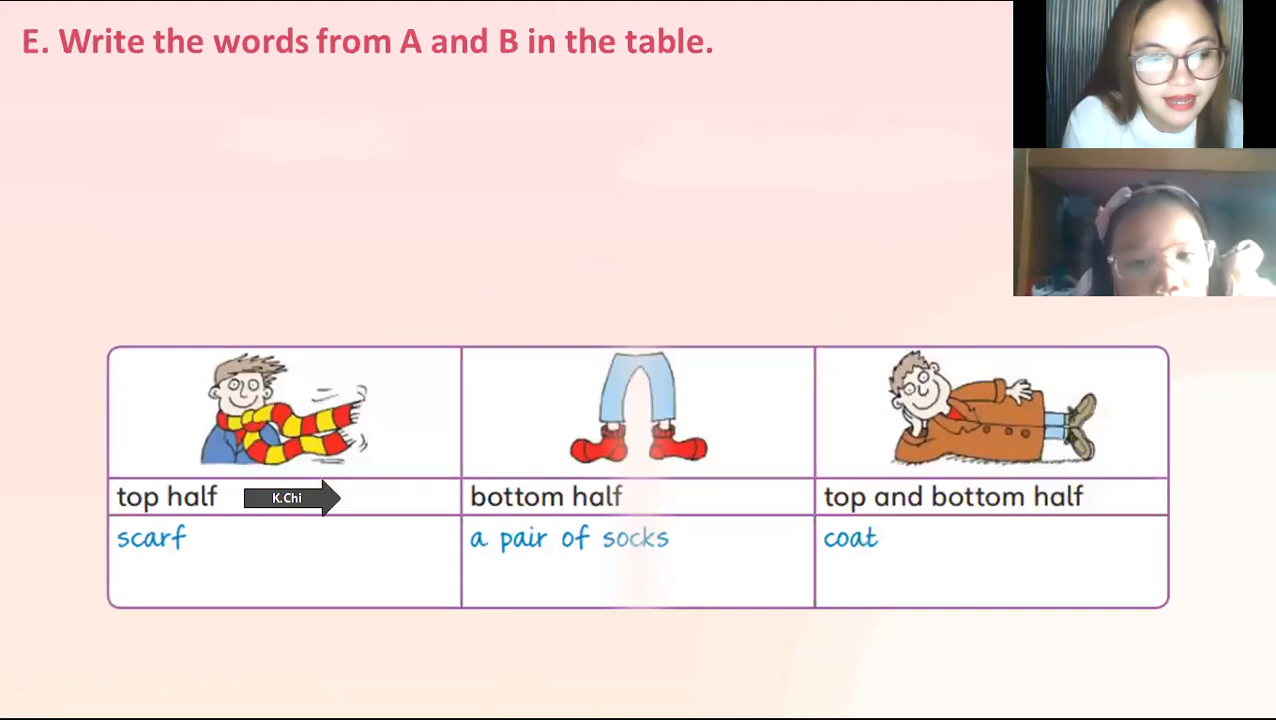 E. Write the words from A and B in the table.
top half
K.Chi
bottom half
top and bottom half
scarf
a pair of socks
coat